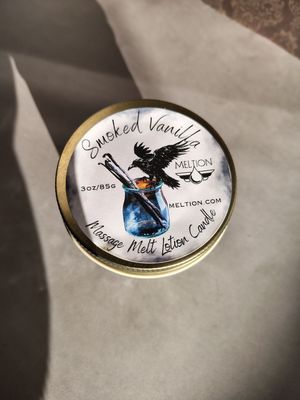 Smoked Vanilla
MELTION
3oz/85g
MELTION.COM
Massage Melt Lotion Candle